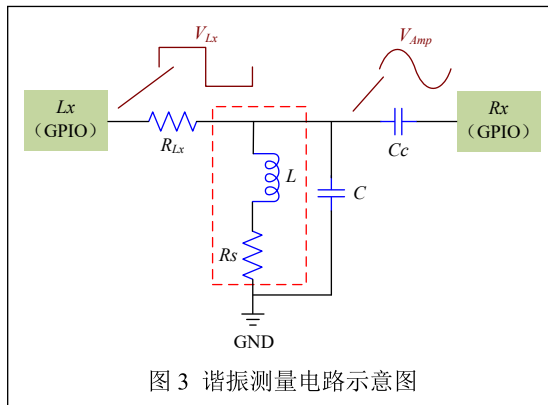 V_Lx
V_Amp
Lx
（GPIO）
R_Lx
Cc
Rx
（GPIO）
L
C
Rs
GND
图 3 谐振测量电路示意图